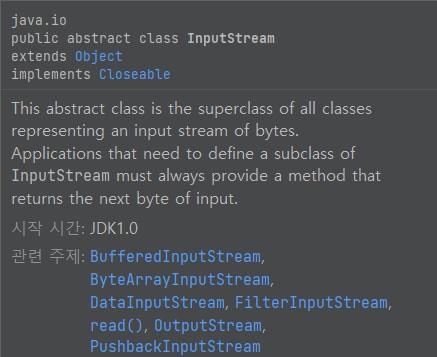 java.io
public abstract class InputStream
extends Object
implements Closeable
This abstract class is the superclass of all classes
representing an input stream of bytes.
Applications that need to define a subclass of
InputStream must always provide a method that
returns the next byte of input.
시작 시간: JDK1.0
관련 주제: BufferedInputStream,
ByteArrayInputStream,
DataInputStream, FilterInputStream,
read(), OutputStream,
PushbackInputStream